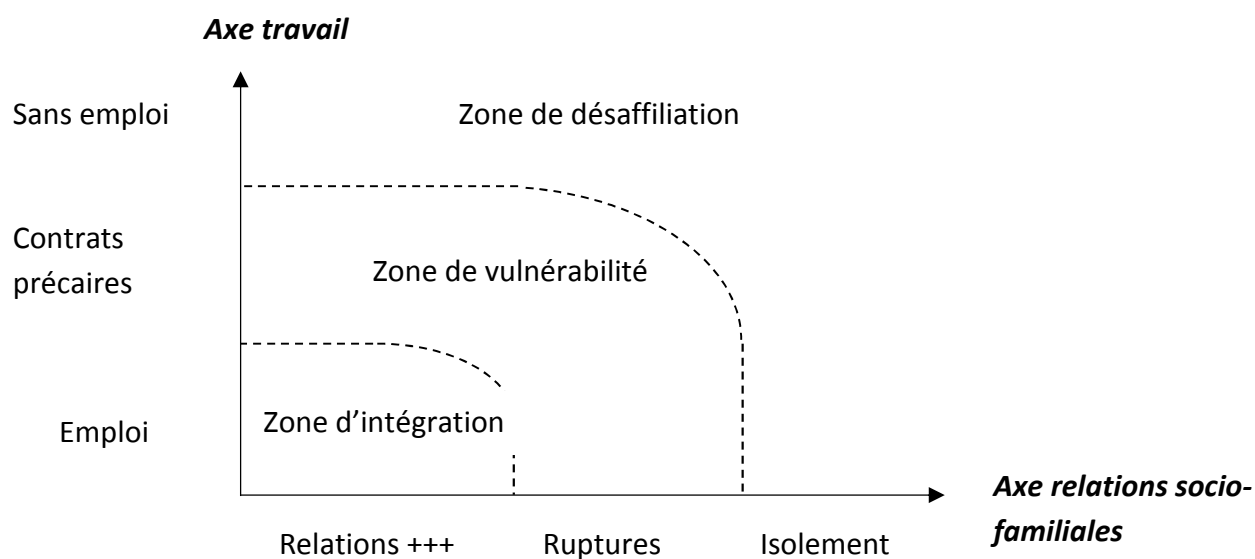 Axe travail
Sans emploi
Zone de désaffiliation
Contrats
précaires
Zone de vulnérabilité
Emploi
Zone d’intégration
Axe relations socio-
familiales
Relations +++
Ruptures
Isolement